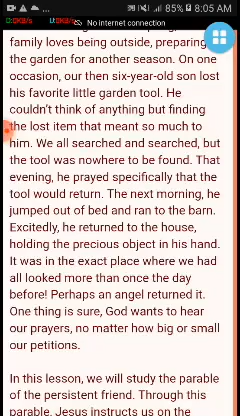 0KB/s 0KB/s 85% 8:05 AM
No internet connection
family loves being outside, preparing
the garden for another season. On one
occasion, our then six-year-old son lost
his favorite little garden tool. He
couldn't think of anything but finding
the lost item that meant so much to
him. We all searched and searched, but
the tool was nowhere to be found. That
evening, he prayed specifically that the
tool would return. The next morning, he
jumped out of bed and ran to the barn.
Excitedly, he returned to the house,
holding the precious object in his hand.
It was in the exact place where we had
all looked more than once the day
before! Perhaps an angel returned it.
One thing is sure, God wants to hear
our prayers, no matter how big or small
our petitions.
In this lesson, we will study the parable
of the persistent friend. Through this
parable, Jesus instructs us on the